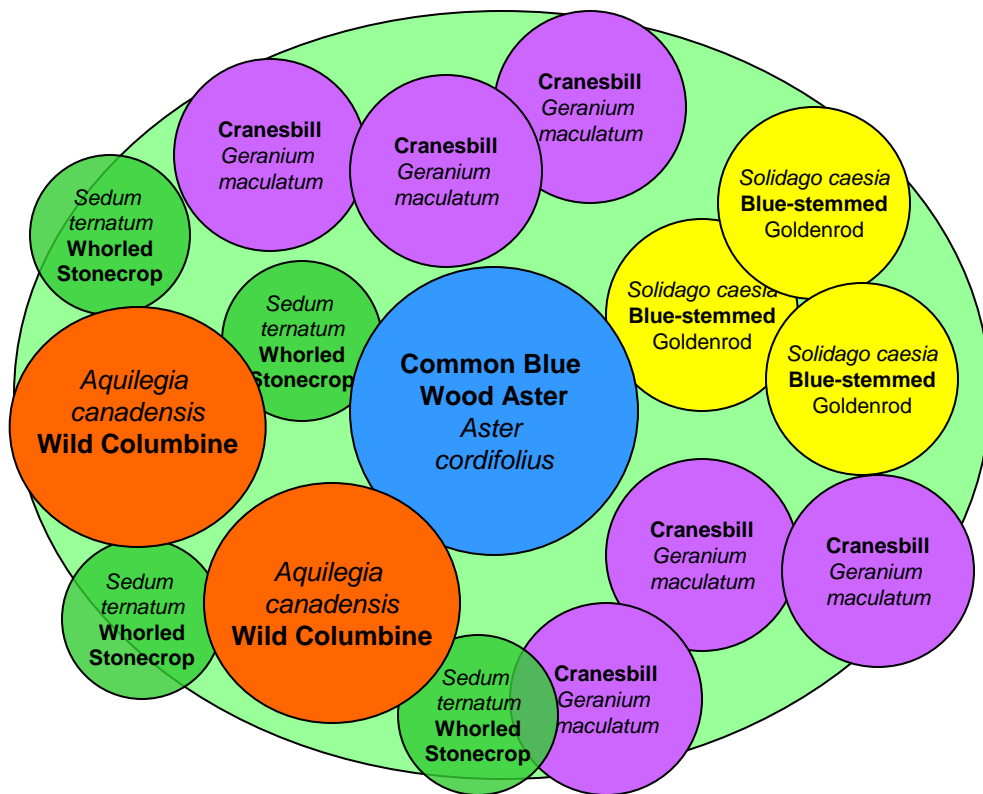 Cranesbill
Geranium
maculatum
Cranesbill
Geranium
maculatum
Cranesbill
Geranium
maculatum
Sedum
ternatum
Whorled
Stonecrop
Solidago caesia
Blue-stemmed
Goldenrod
Solidago caesia
Blue-stemmed
Goldenrod
Solidago caesia
Blue-stemmed
Goldenrod
Sedum
ternatum
Whorled
Stonecrop
Common Blue
Wood Aster
Aster
cordifolius
Aquilegia
canadensis
Wild Columbine
Cranesbill
Geranium
maculatum
Cranesbill
Geranium
maculatum
Sedum
ternatum
Whorled
Stonecrop
Aquilegia
canadensis
Wild Columbine
Sedum
ternatum
Whorled
Stonecrop
Cranesbill
Geranium
maculatum